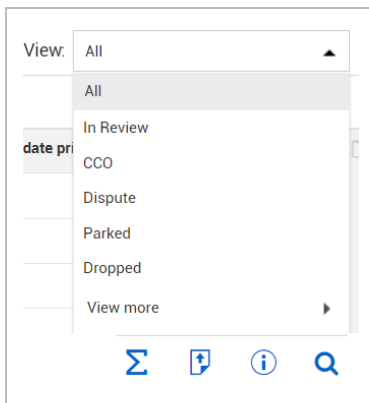 View: All
All
In Review
date pri
CCO
Dispute
Parked
Dropped
View more